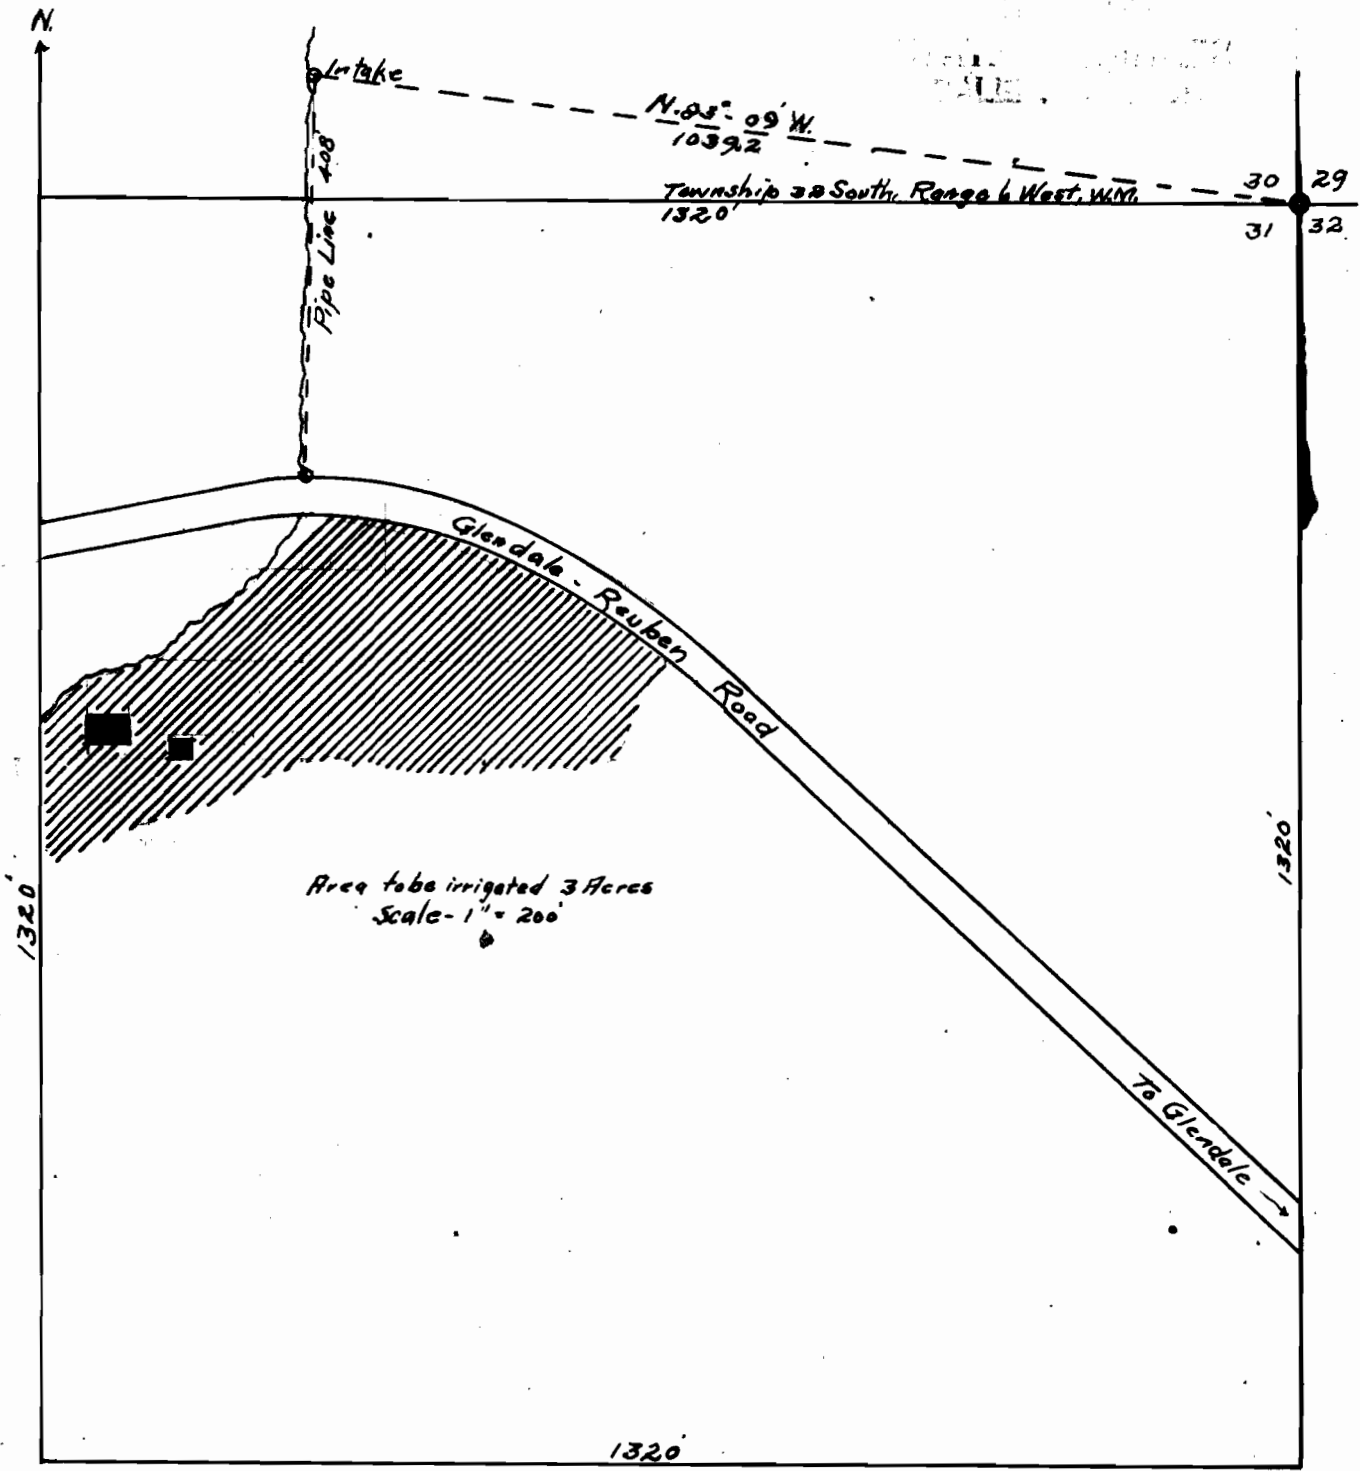 N.
Intake
N. 83° - 09' W.
1039.2
Pipe Line 408'
30 29
Township 32 South, Range 6 West, W.M.
1320'
31 32
Glendale - Reuben Road
1320'
1320'
Area to be irrigated 3 Acres
Scale - 1" = 200'
To Glendale
1320'